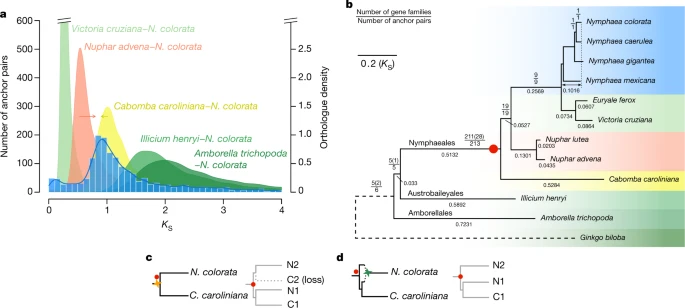 a
Victoria cruziana–N. colorata
Nuphar advena–N. colorata
Cabomba caroliniana–N. colorata
Illicium henryi–N. colorata
Amborella trichopoda
–N. colorata
Number of anchor pairs
600
500
400
300
200
100
0
Orthologue density
2.5
2.0
1.5
1.0
0.5
0
0
1
2
3
4
KS
b
Number of gene families
Number of anchor pairs
0.2 (KS)
Nymphaea colorata
Nymphaea caerulea
Nymphaea gigantea
Nymphaea mexicana
Euryale ferox
Victoria cruziana
Nuphar lutea
Nuphar advena
Cabomba caroliniana
Illicium henryi
Amborella trichopoda
Ginkgo biloba
1
1
1
1
9
9
0.2569
0.1016
0.0734
0.0607
0.0864
19
19
0.0527
0.1301
0.0203
0.0435
Nymphaeales
211(28)
213
0.5132
0.5284
5(1)
5
0.033
Austrobaileyales
0.5892
5(2)
6
Amborellales
0.7231
c
N. colorata
C. caroliniana
N2
C2 (loss)
N1
C1
d
N. colorata
C. caroliniana
N2
N1
C1